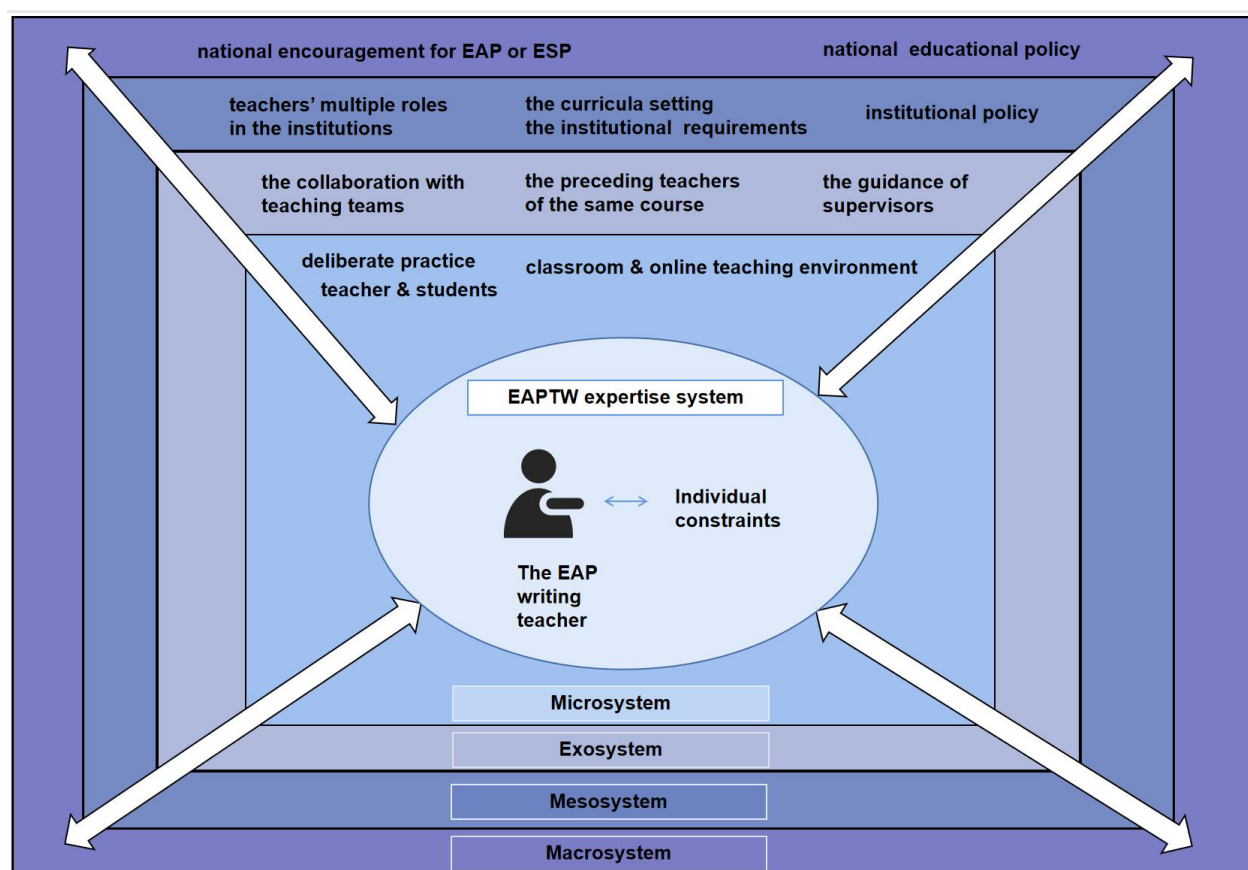 national encouragement for EAP or ESP
national educational policy
teachers' multiple roles
in the institutions
the curricula setting
the institutional requirements
institutional policy
the collaboration with
teaching teams
the preceding teachers
of the same course
the guidance of
supervisors
deliberate practice
teacher & students
classroom & online teaching environment
EAPTW expertise system
Individual
constraints
The EAP
writing
teacher
Microsystem
Exosystem
Mesosystem
Macrosystem